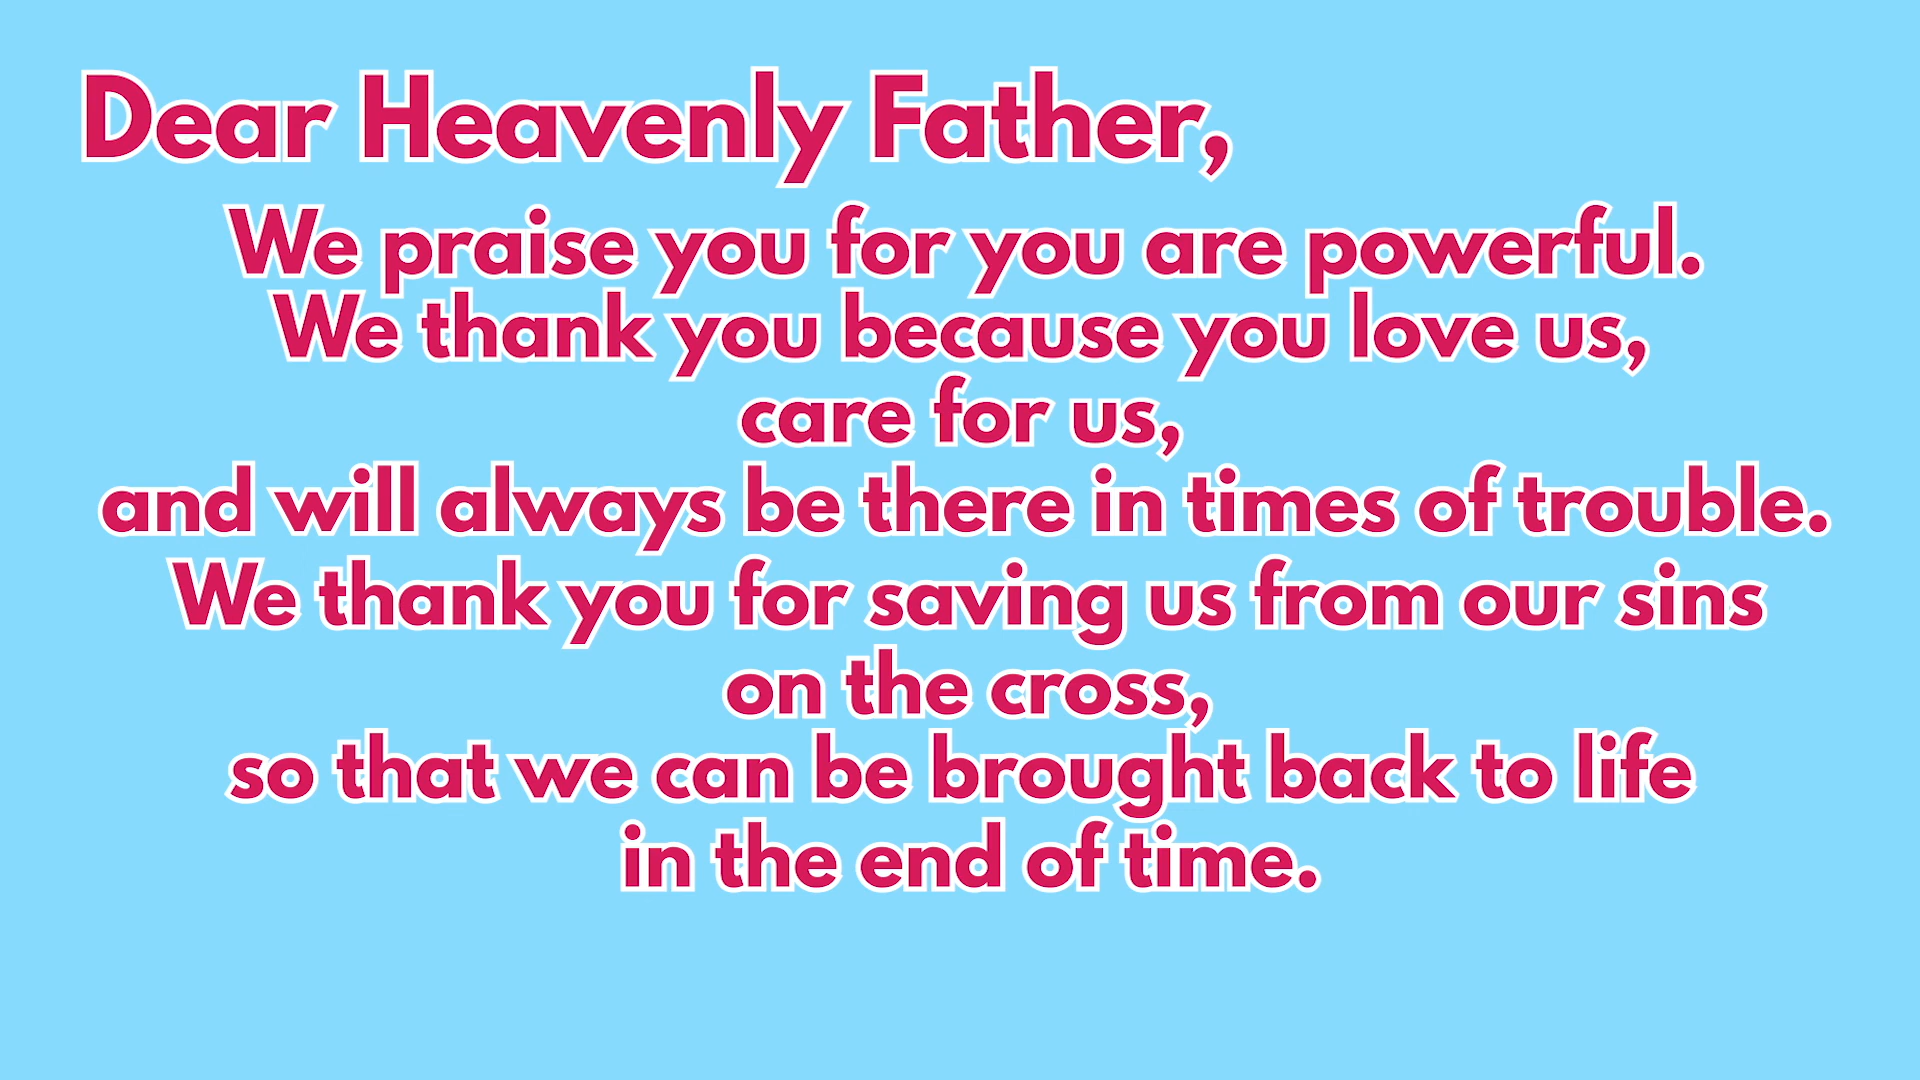 Dear Heavenly Father,
We praise you for you are powerful.
We thank you because you love us,
care for us,
and will always be there in times of trouble.
We thank you for saving us from our sins
on the cross,
so that we can be brought back to life
in the end of time.